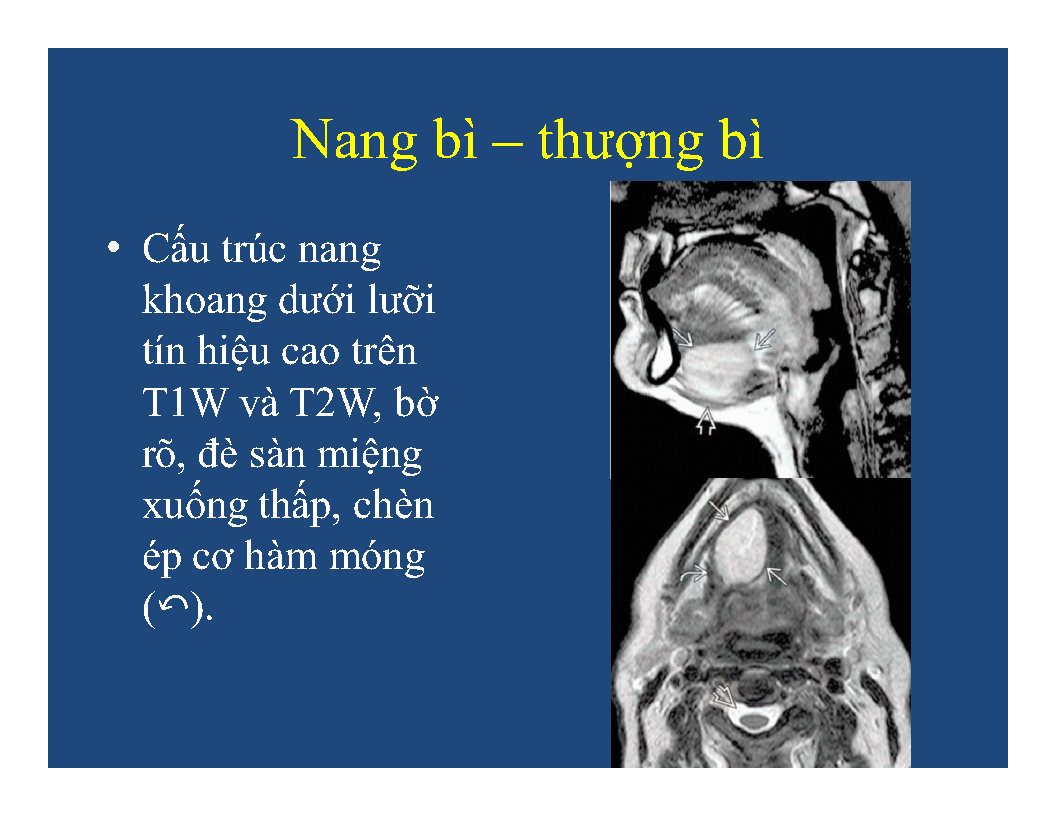 Nang bì – thượng bì
• Cấu trúc nang
khoang dưới lưỡi
tín hiệu cao trên
T1W và T2W, bờ
rõ, đè sàn miệng
xuống thấp, chèn
ép cơ hàm móng
(⤺).